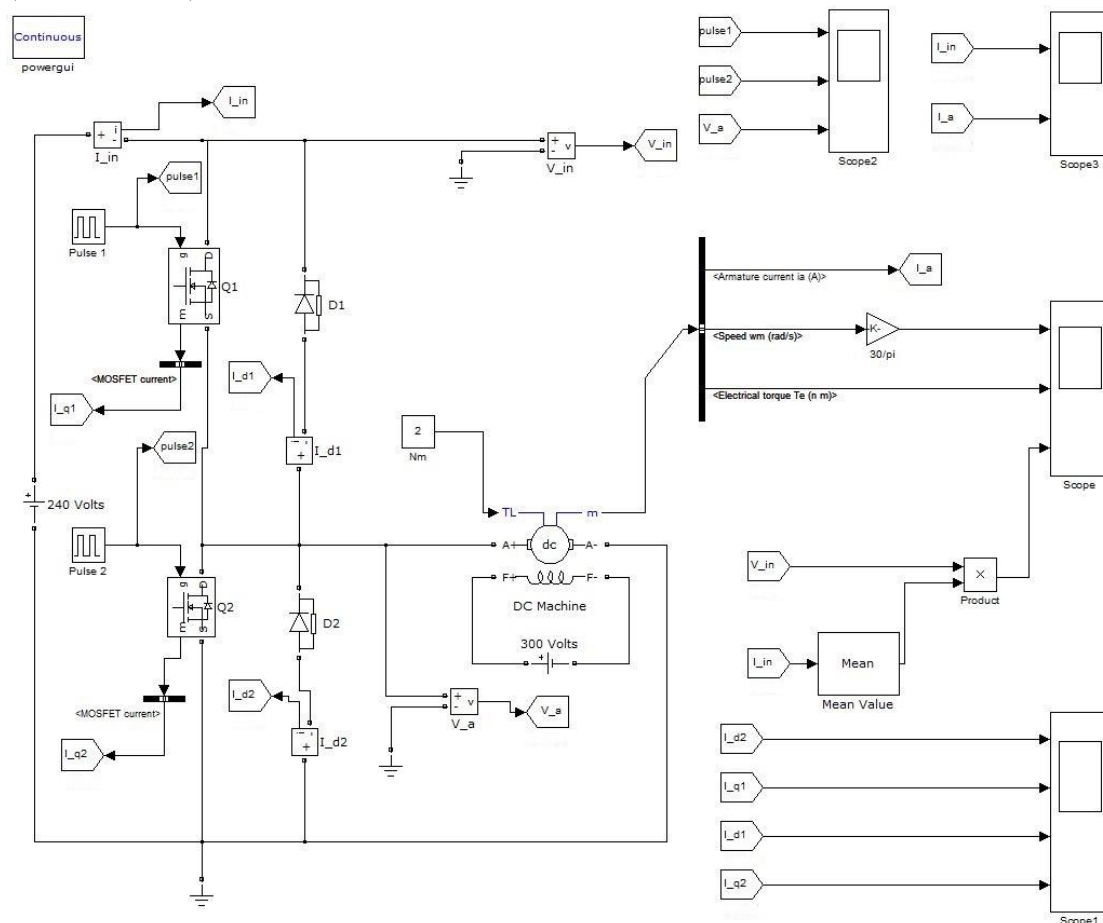 Continuous
powergui
I_in
i
+
-
I_in
+
-
v
V_in
V_in
pulse1
pulse2
V_a
Scope2
I_in
I_a
Scope3
pulse1
Pulse 1
g
D
m
S
Q1
D1
<MOSFET current>
I_q1
I_d1
i
-
+
I_d1
pulse2
2
Nm
<Armature current ia (A)>
I_a
<Speed wm (rad/s)>
K-
30/pi
<Electrical torque Te (n m)>
Scope
+
240 Volts
Pulse 2
g
D
m
S
Q2
D2
TL
m
A+
dc
A-
F+
F-
DC Machine
300 Volts
+
V_in
×
Product
I_in
Mean
Mean Value
<MOSFET current>
I_q2
I_d2
i
-
+
I_d2
+
-
v
V_a
V_a
I_d2
I_q1
I_d1
I_q2
Scope1